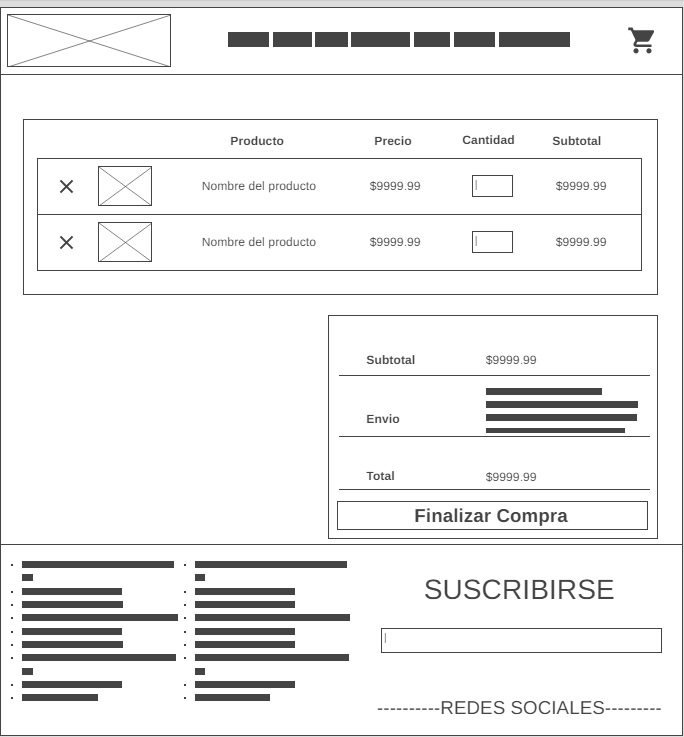 Producto Precio Cantidad Subtotal
Nombre del producto $9999.99 $9999.99
Nombre del producto $9999.99 $9999.99
Subtotal $9999.99
Envio
Total $9999.99
Finalizar Compra
SUSCRIBIRSE
----------REDES SOCIALES---------